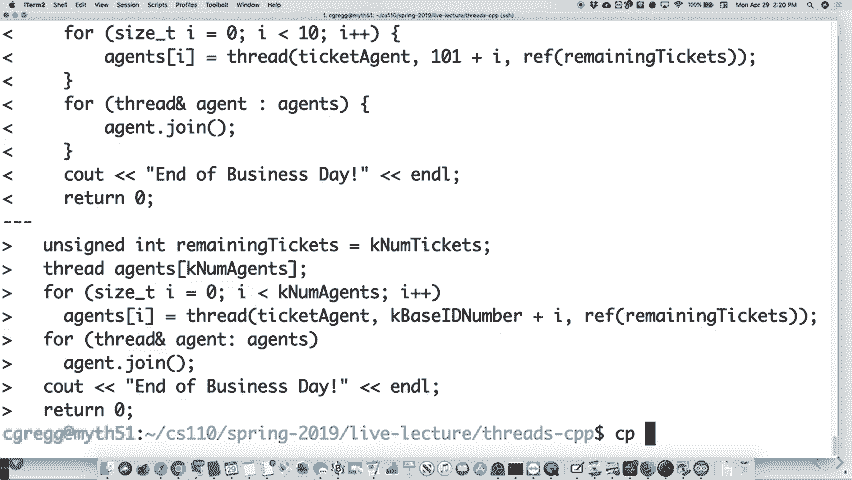 iTerm2 Shell Edit View Session Scripts Profiles Toolbelt Window Help 100% Mon Apr 29 2:20 PM
1. cgregg@myth51: ~/cs110/spring-2019/live-lecture/threads-cpp (ssh)
<     for (size_t i = 0; i < 10; i++) {
<         agents[i] = thread(ticketAgent, 101 + i, ref(remainingTickets));
<     }
<     for (thread& agent : agents) {
<         agent.join();
<     }
<     cout << "End of Business Day!" << endl;
<     return 0;
---
>   unsigned int remainingTickets = kNumTickets;
>   thread agents[kNumAgents];
>   for (size_t i = 0; i < kNumAgents; i++)
>     agents[i] = thread(ticketAgent, kBaseIDNumber + i, ref(remainingTickets));
>   for (thread& agent: agents)
>     agent.join();
>   cout << "End of Business Day!" << endl;
>   return 0;
cgregg@myth51:~/cs110/spring-2019/live-lecture/threads-cpp$ cp